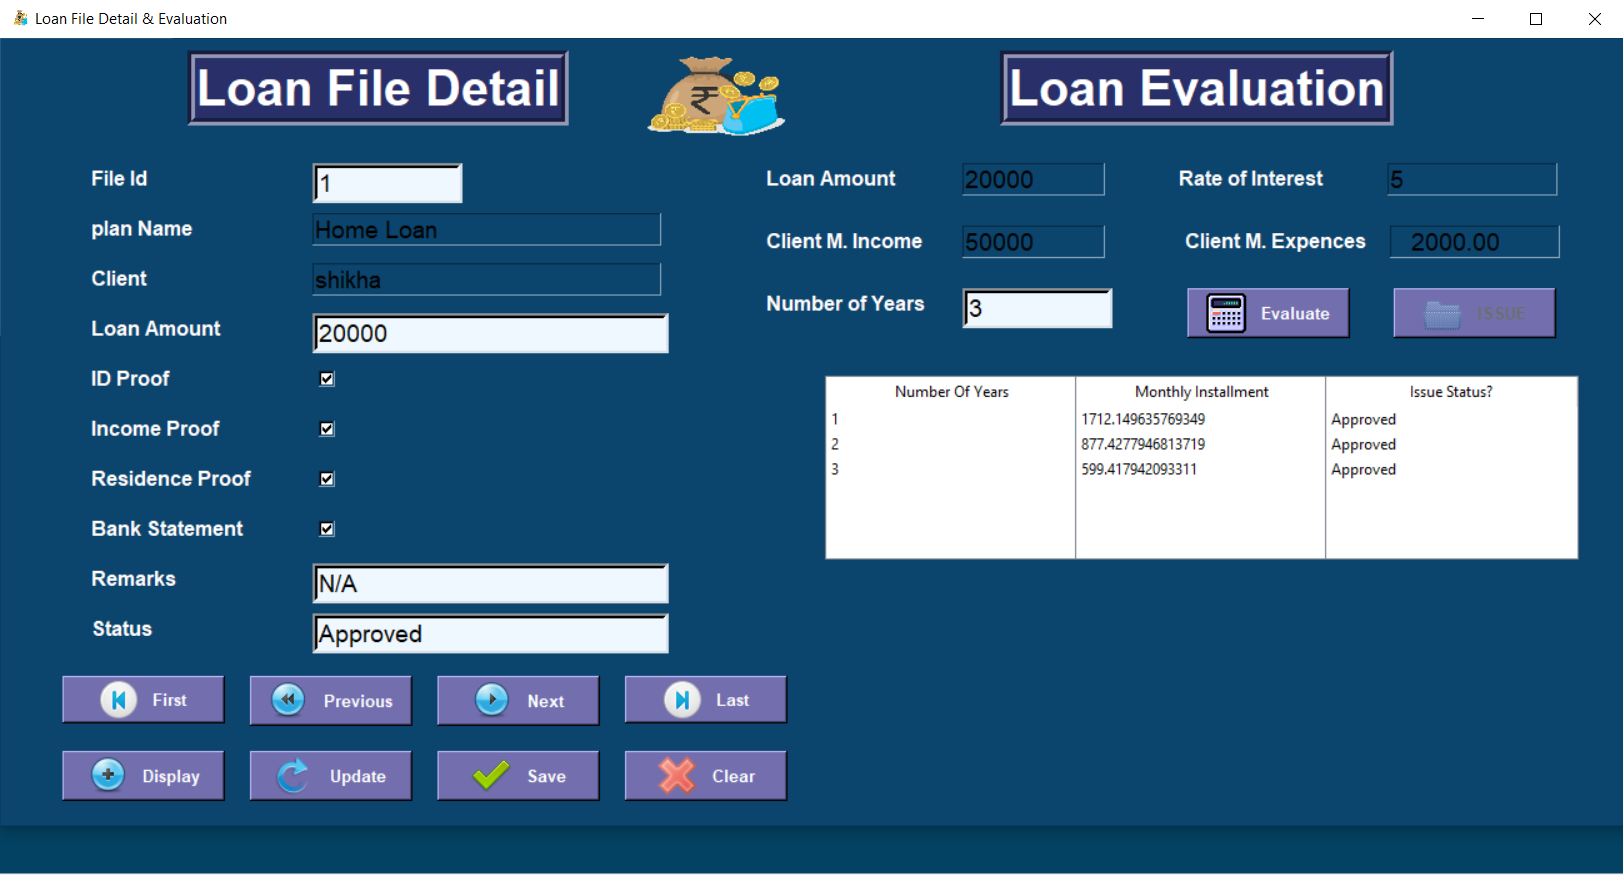 Loan File Detail & Evaluation
Loan File Detail
₹
Loan Evaluation
File Id
1
plan Name
Home Loan
Client
shikha
Loan Amount
20000
ID Proof
Income Proof
Residence Proof
Bank Statement
Remarks
N/A
Status
Approved
First
Previous
Next
Last
Display
Update
Save
Clear
Loan Amount
20000
Rate of Interest
5
Client M. Income
50000
Client M. Expences
2000.00
Number of Years
3
Evaluate
ISSUE
Number Of Years Monthly Installment Issue Status?
1 1712.149635769349 Approved
2 877.4277946813719 Approved
3 599.417942093311 Approved